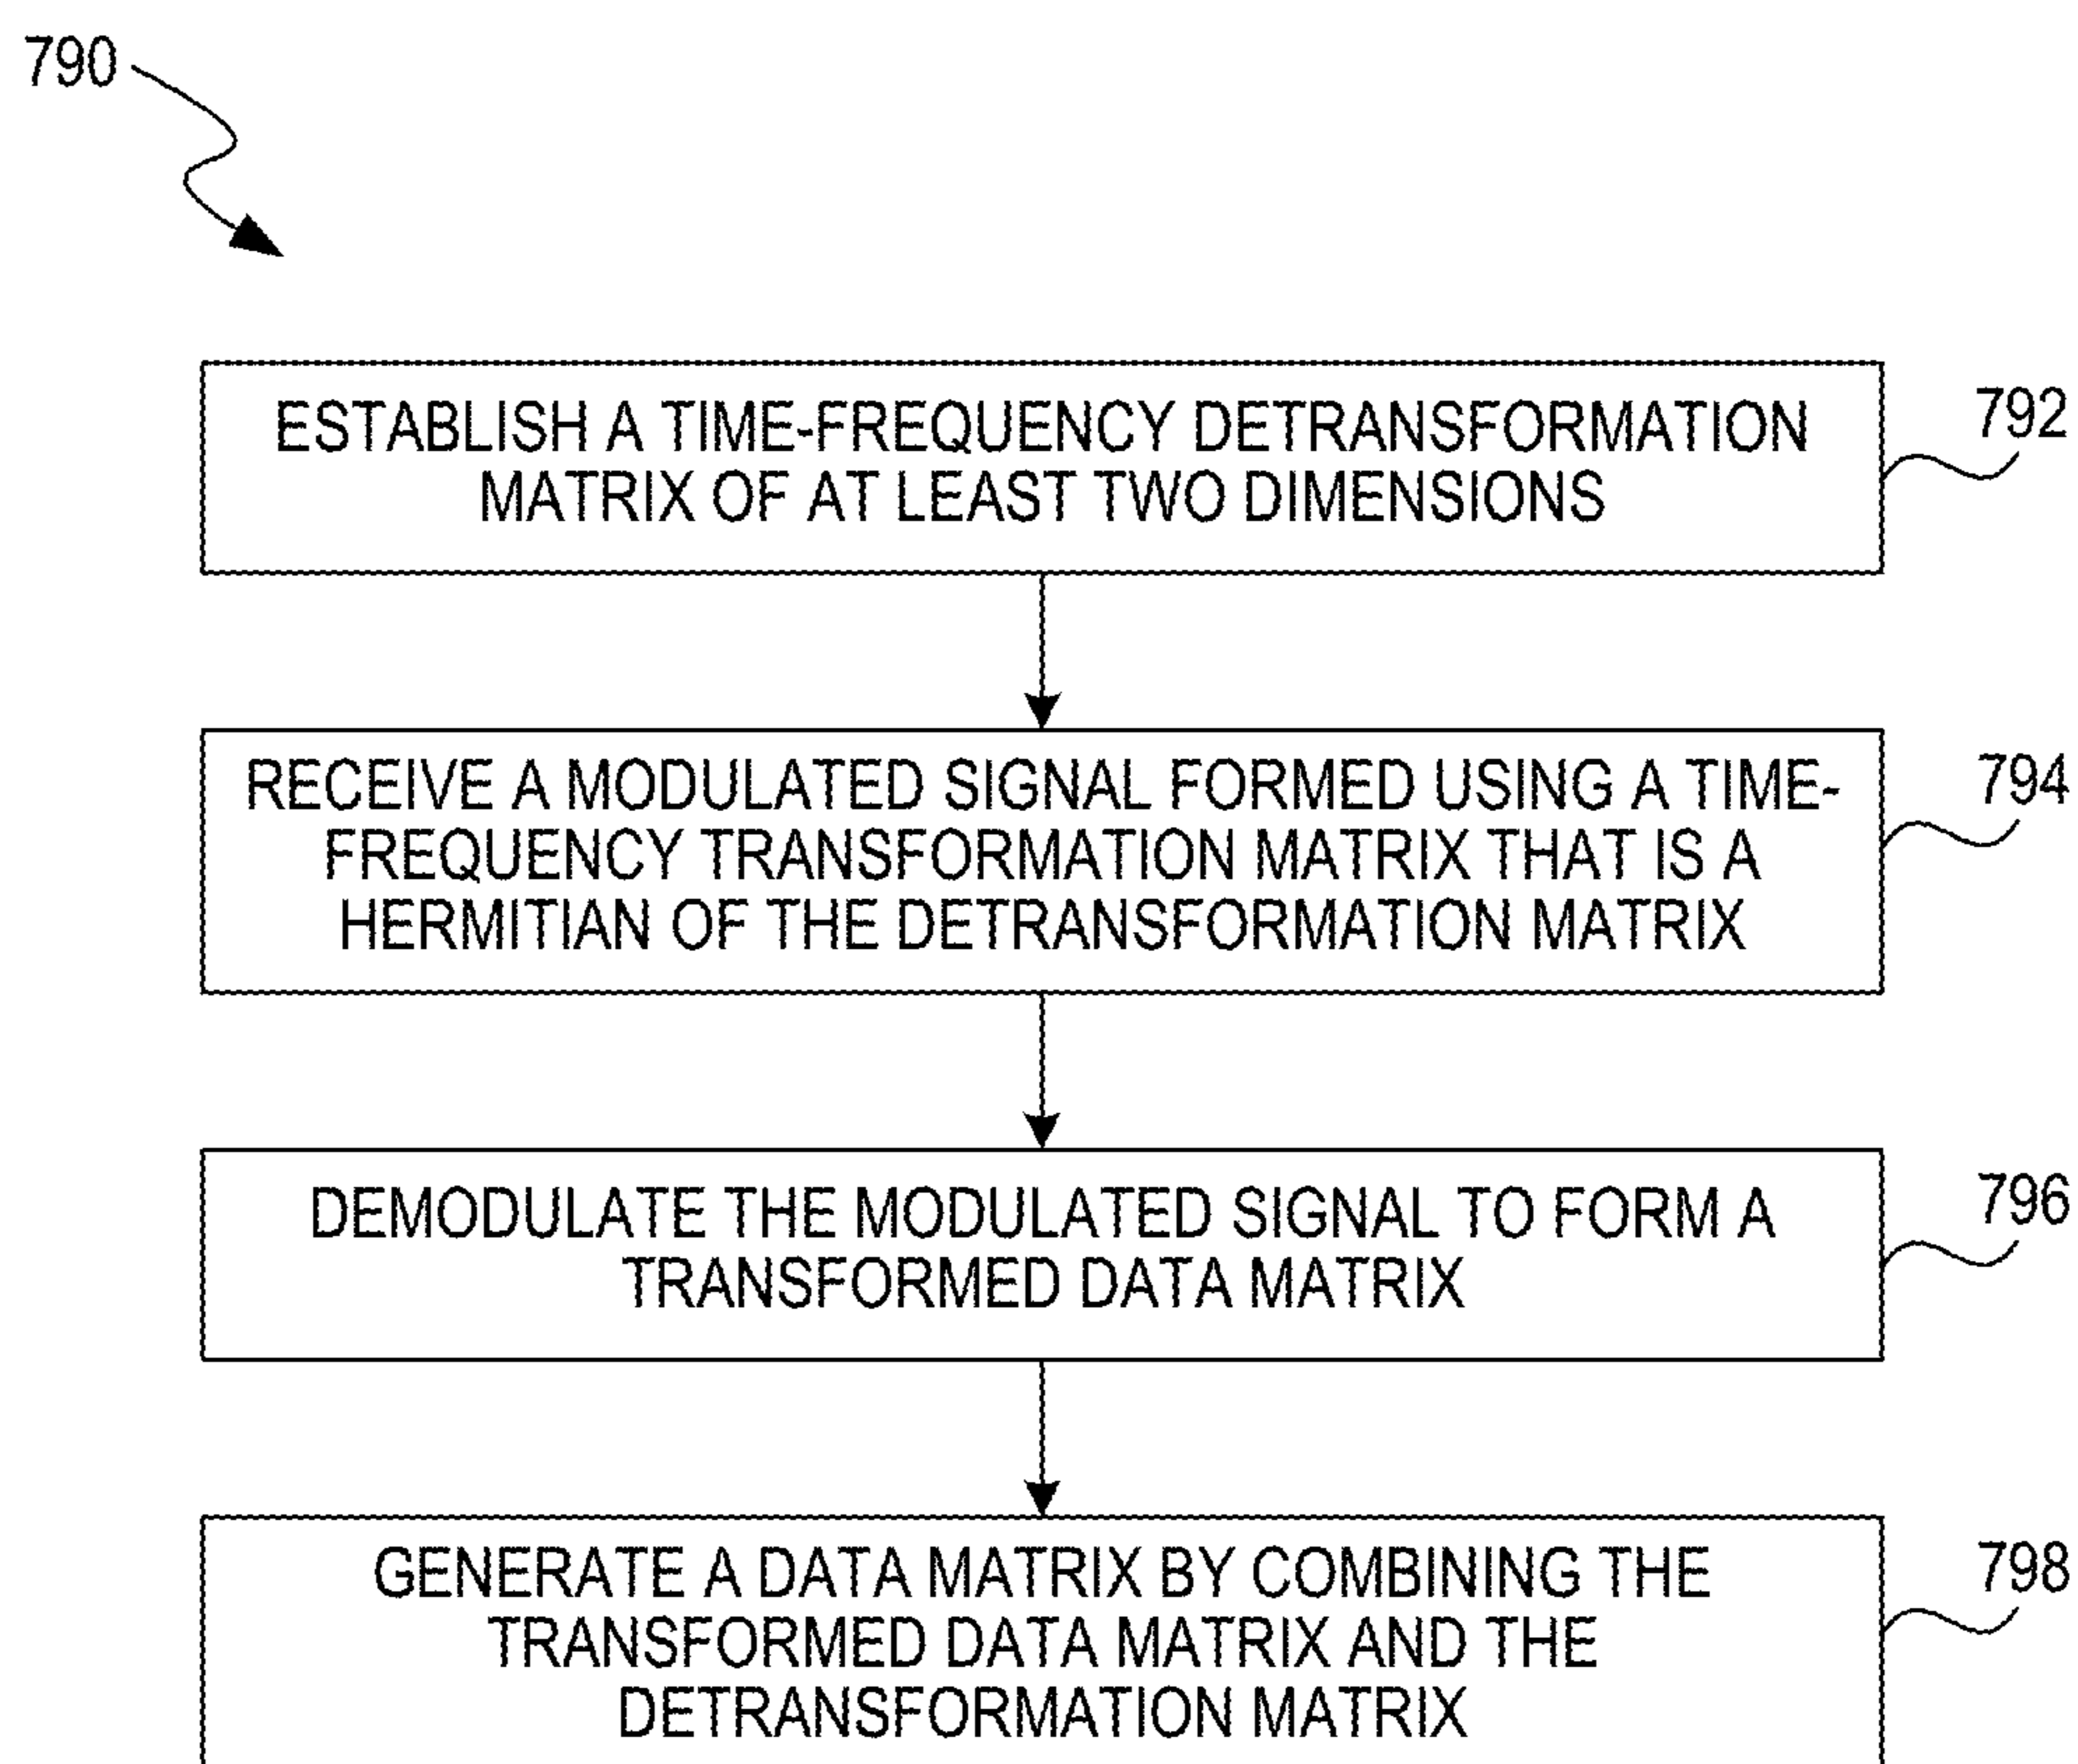 790
ESTABLISH A TIME-FREQUENCY DETRANSFORMATION
MATRIX OF AT LEAST TWO DIMENSIONS
792
RECEIVE A MODULATED SIGNAL FORMED USING A TIME-
FREQUENCY TRANSFORMATION MATRIX THAT IS A
HERMITIAN OF THE DETRANSFORMATION MATRIX
794
DEMODULATE THE MODULATED SIGNAL TO FORM A
TRANSFORMED DATA MATRIX
796
GENERATE A DATA MATRIX BY COMBINING THE
TRANSFORMED DATA MATRIX AND THE
DETRANSFORMATION MATRIX
798